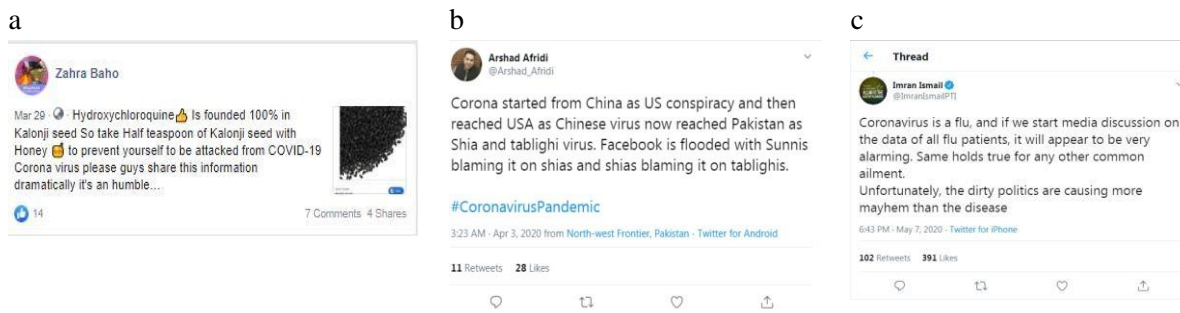 a
Zahra Baho
Mar 29 · Hydroxychloroquine👍 Is founded 100% in
Kalonji seed So take Half teaspoon of Kalonji seed with
Honey 🍯 to prevent yourself to be attacked from COVID-19
Corona virus please guys share this information
dramatically it's an humble...
14
7 Comments 4 Shares
b
Arshad Afridi
@Arshad_Afridi
Corona started from China as US conspiracy and then
reached USA as Chinese virus now reached Pakistan as
Shia and tablighi virus. Facebook is flooded with Sunnis
blaming it on shias and shias blaming it on tablighis.
#CoronavirusPandemic
3:23 AM · Apr 3, 2020 from North-west Frontier, Pakistan · Twitter for Android
11 Retweets 28 Likes
c
Thread
Imran Ismail
@ImranIsmailPTI
Coronavirus is a flu, and if we start media discussion on
the data of all flu patients, it will appear to be very
alarming. Same holds true for any other common
ailment.
Unfortunately, the dirty politics are causing more
mayhem than the disease
6:43 PM · May 7, 2020 · Twitter for iPhone
102 Retweets 391 Likes